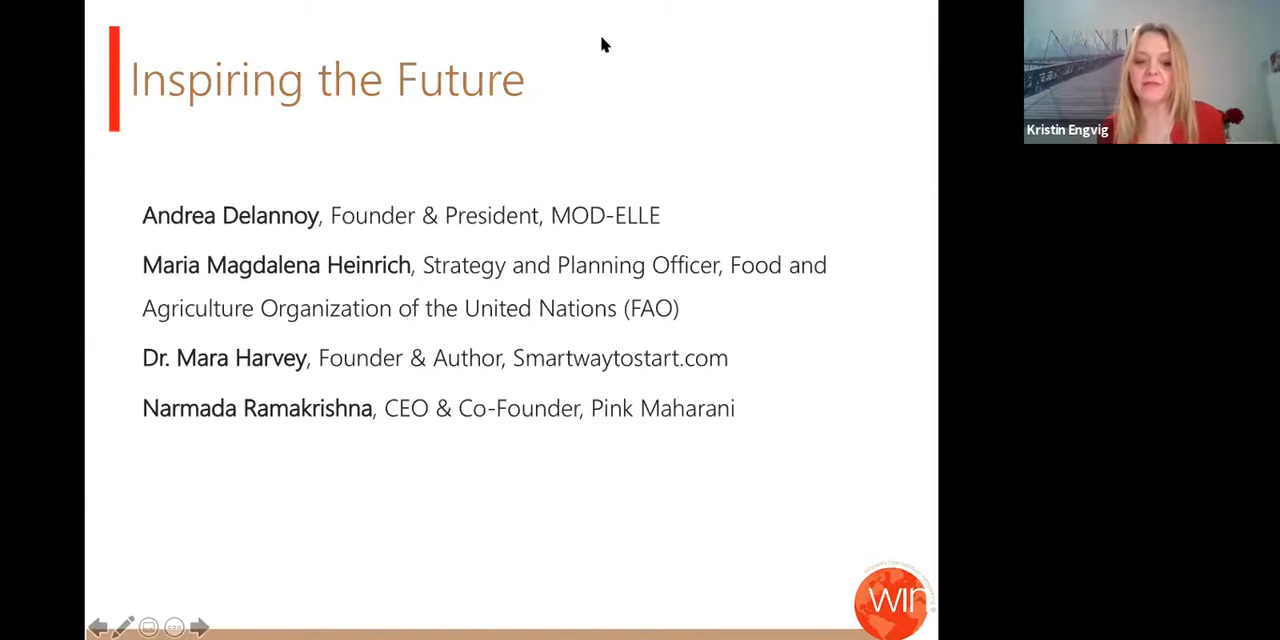 Inspiring the Future
Kristin Engvig
Andrea Delannoy, Founder & President, MOD-ELLE
Maria Magdalena Heinrich, Strategy and Planning Officer, Food and
Agriculture Organization of the United Nations (FAO)
Dr. Mara Harvey, Founder & Author, Smartwaytostart.com
Narmada Ramakrishna, CEO & Co-Founder, Pink Maharani
win